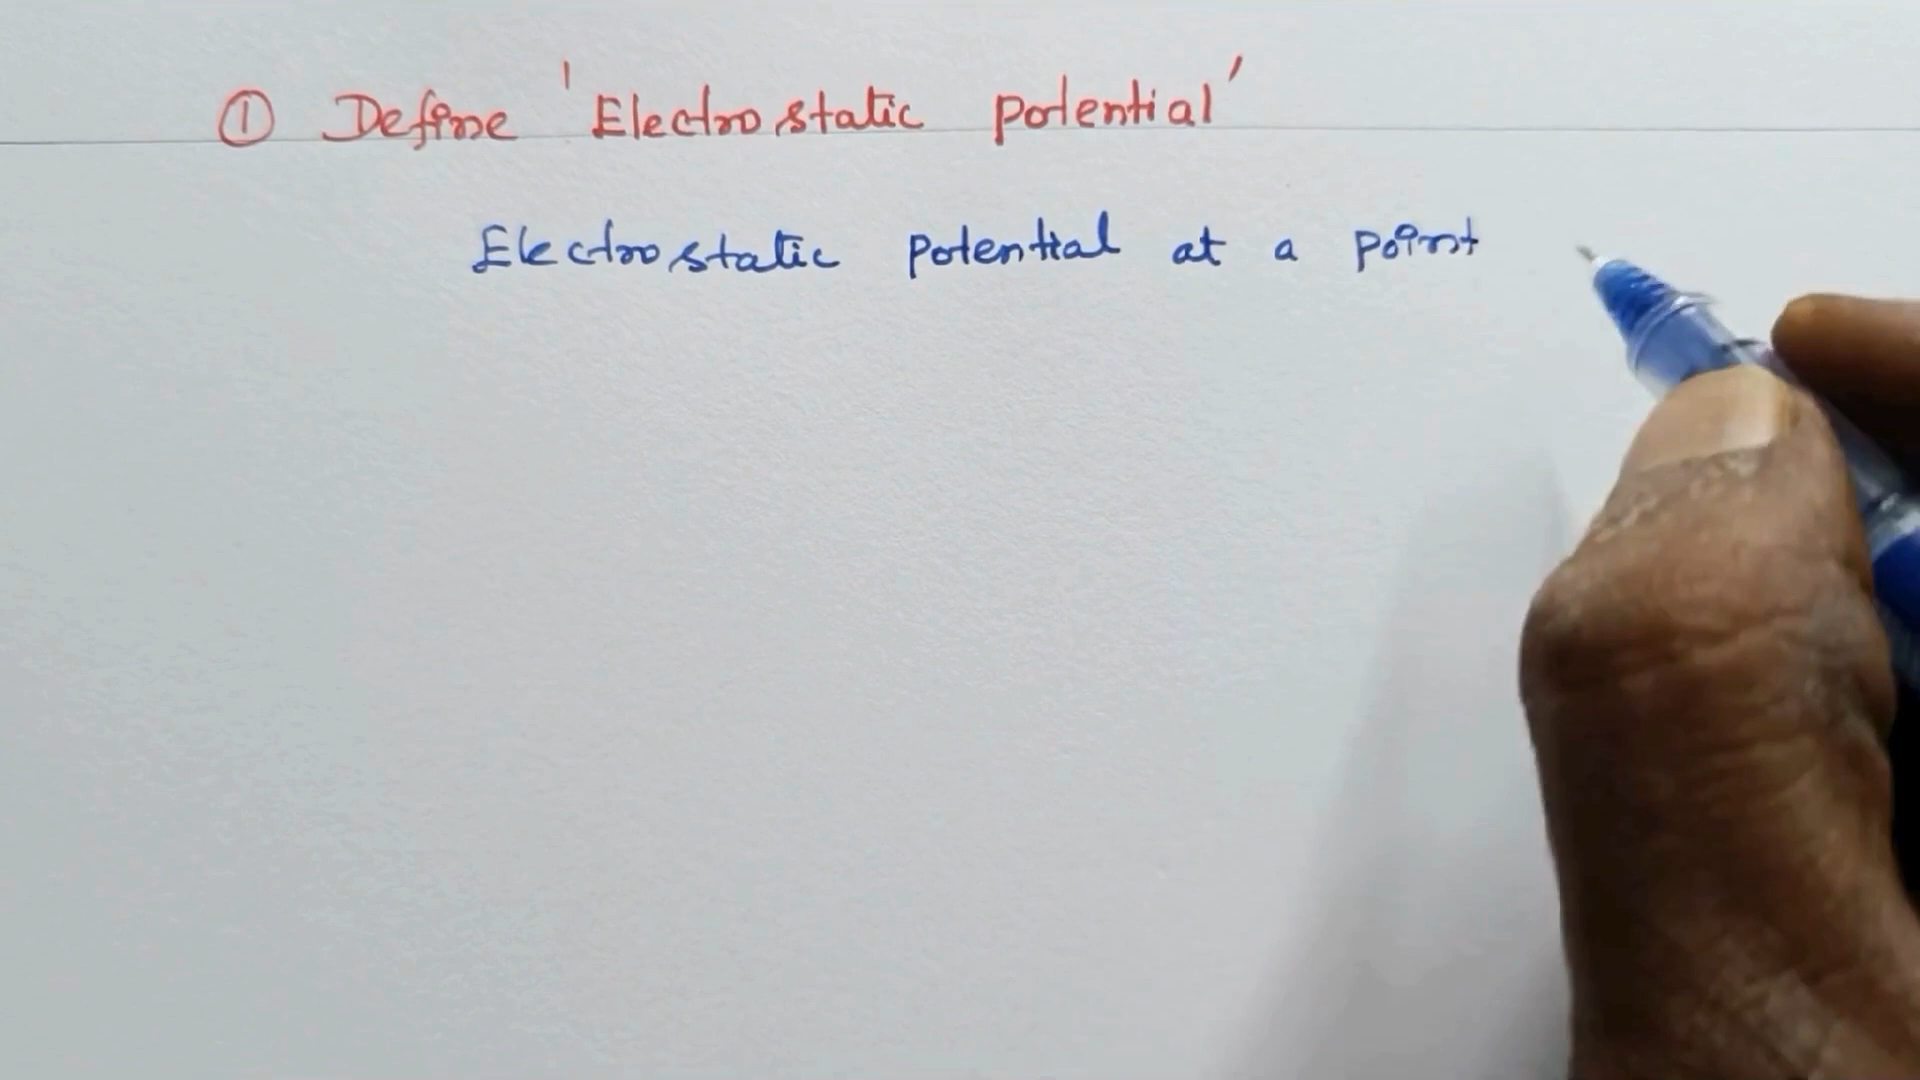 ① Define 'Electrostatic potential'
Electrostatic potential at a point